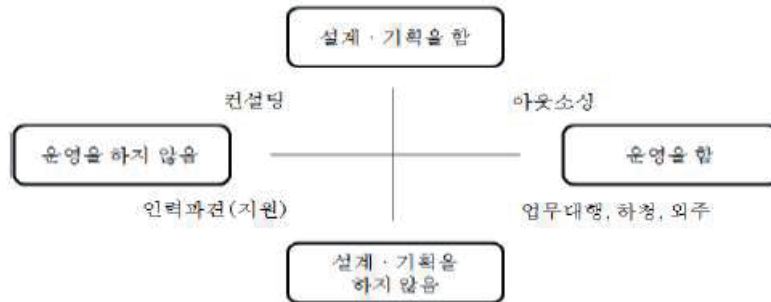 설계 · 기획을 함
컨설팅 아웃소싱
운영을 하지 않음 운영을 함
인력파견(지원) 업무대행, 하청, 외주
설계 · 기획을
하지 않음